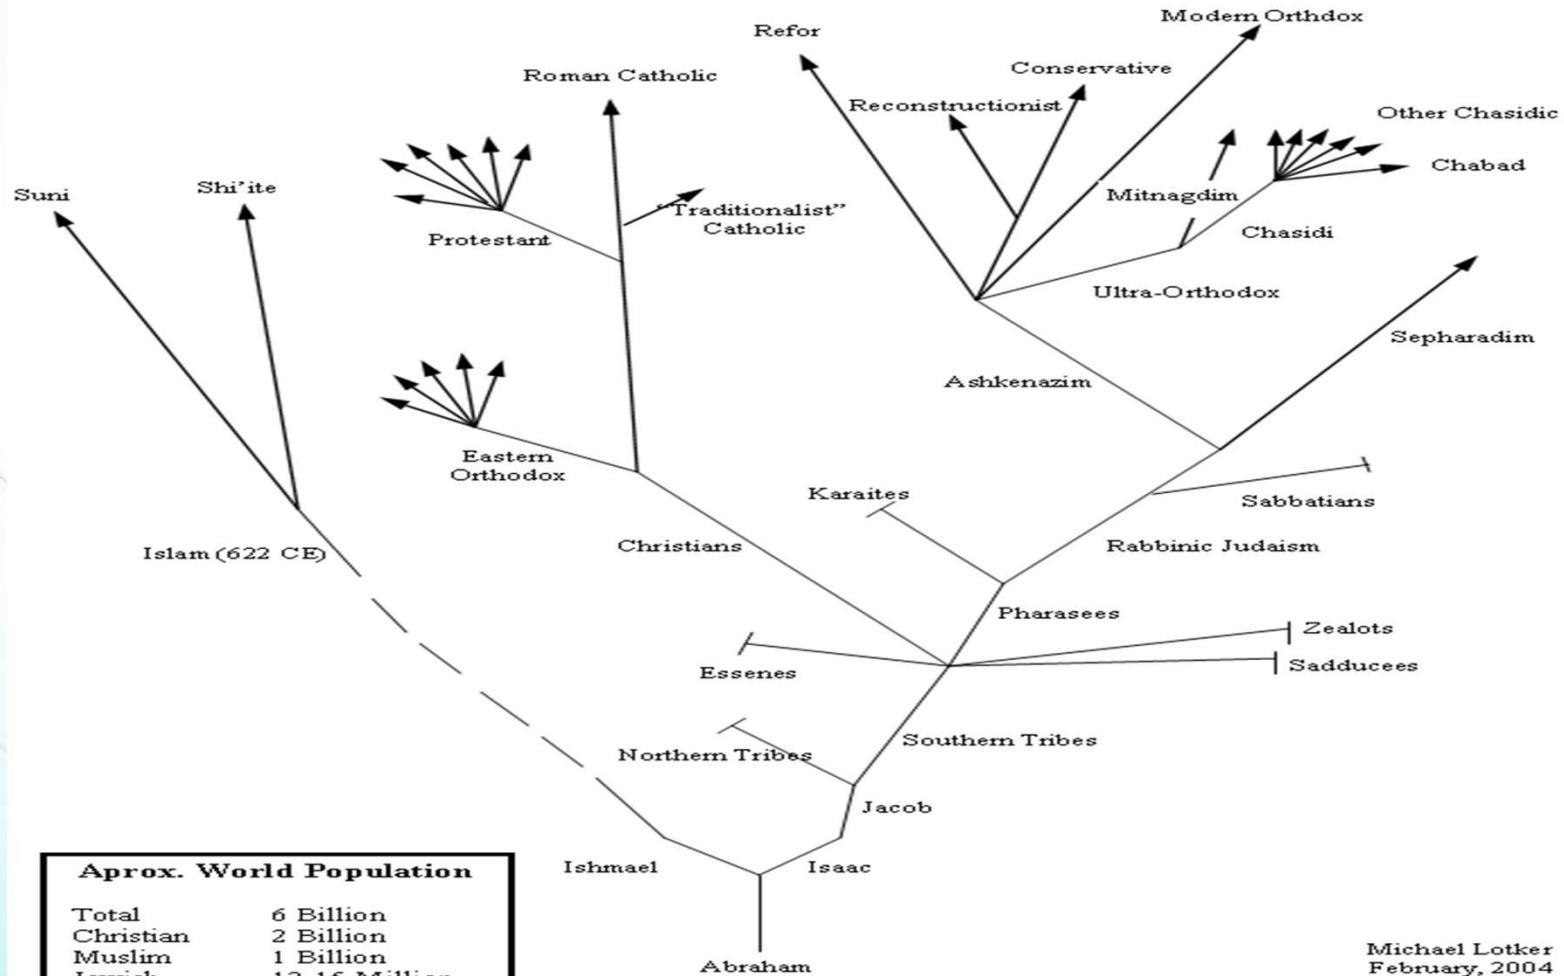 Modern Orthdox
Refor
Conservative
Roman Catholic
Reconstructionist
Other Chasidic
Chabad
Suni
Shi'ite
Mitnagdim
"Traditionalist"
Catholic
Protestant
Chasidi
Ultra-Orthodox
Sepharadim
Ashkenazim
Eastern
Orthodox
Karaites
Sabbatians
Islam (622 CE)
Christians
Rabbinic Judaism
Pharasees
Zealots
Essenes
Sadducees
Southern Tribes
Northern Tribes
Jacob
Ishmael
Isaac
Aprox. World Population
Total 6 Billion
Christian 2 Billion
Muslim 1 Billion
Abraham
Michael Lotker
February, 2004